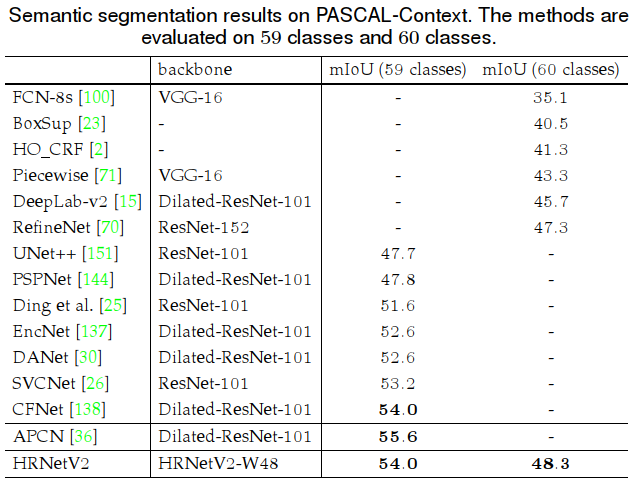 Semantic segmentation results on PASCAL-Context. The methods are
evaluated on 59 classes and 60 classes.
backbone mIoU (59 classes) mIoU (60 classes)
FCN-8s [100] VGG-16 - 35.1
BoxSup [23] - - 40.5
HO_CRF [2] - - 41.3
Piecewise [71] VGG-16 - 43.3
DeepLab-v2 [15] Dilated-ResNet-101 - 45.7
RefineNet [70] ResNet-152 - 47.3
UNet++ [151] ResNet-101 47.7 -
PSPNet [144] Dilated-ResNet-101 47.8 -
Ding et al. [25] ResNet-101 51.6 -
EncNet [137] Dilated-ResNet-101 52.6 -
DANet [30] Dilated-ResNet-101 52.6 -
SVCNet [26] ResNet-101 53.2 -
CFNet [138] Dilated-ResNet-101 54.0 -
APCN [36] Dilated-ResNet-101 55.6 -
HRNetV2 HRNetV2-W48 54.0 48.3